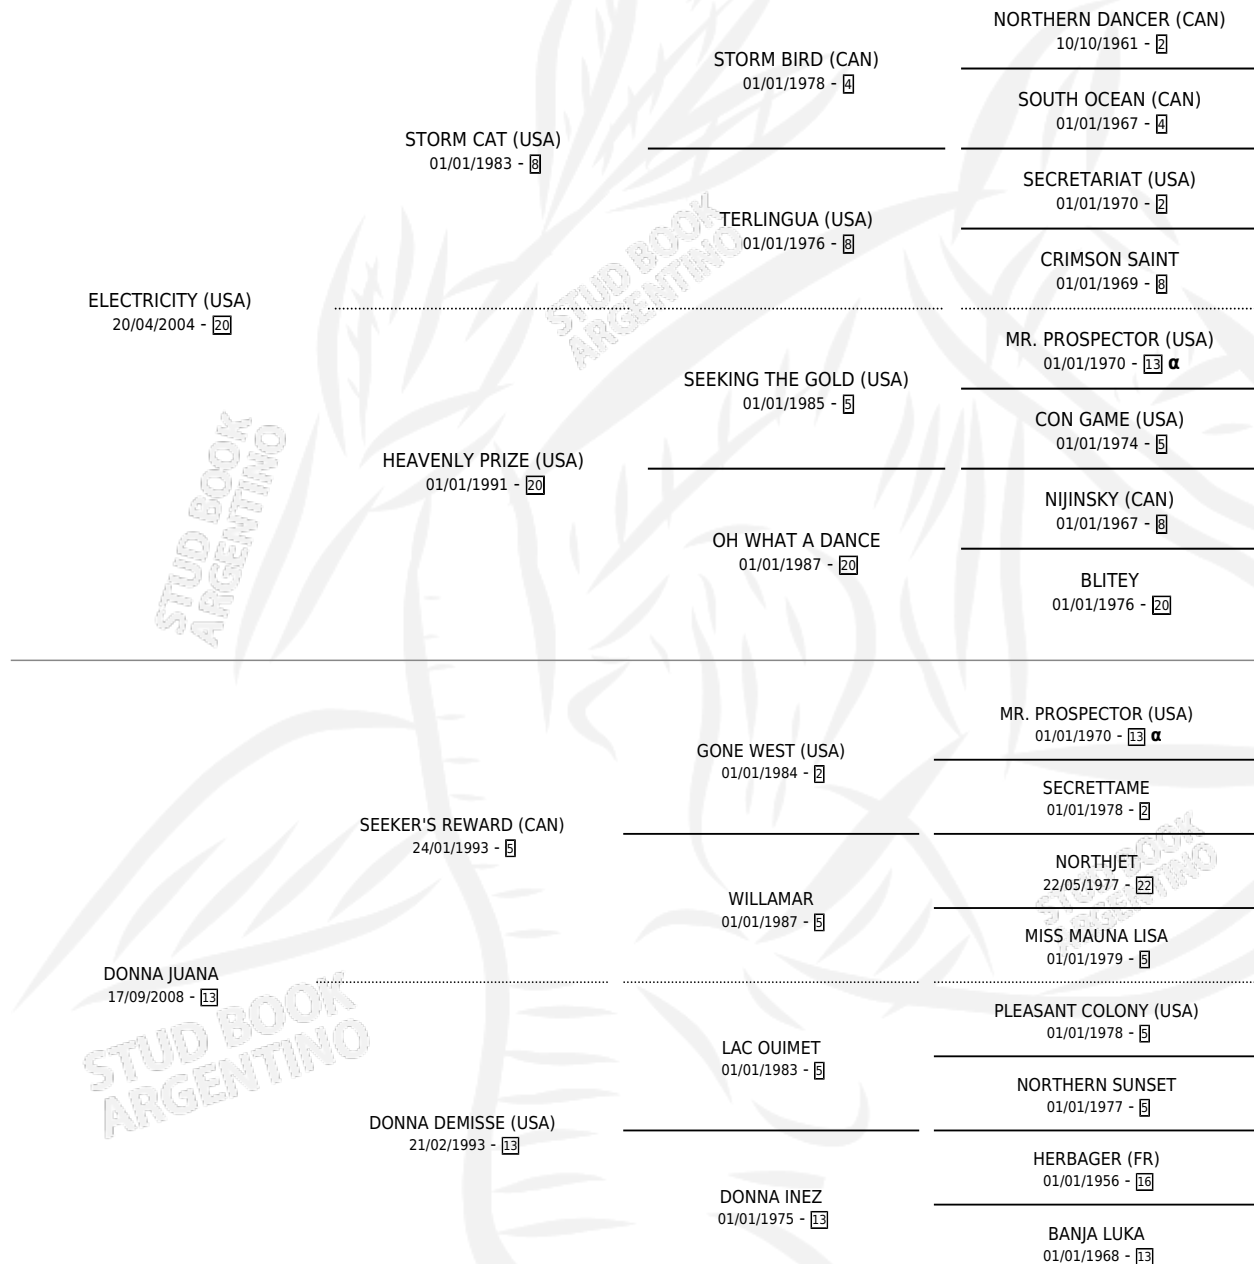 NORTHERN DANCER (CAN)
10/10/1961 - 2
STORM BIRD (CAN)
01/01/1978 - 4
SOUTH OCEAN (CAN)
01/01/1967 - 4
STORM CAT (USA)
01/01/1983 - 8
SECRETARIAT (USA)
01/01/1970 - 2
TERLINGUA (USA)
01/01/1976 - 8
CRIMSON SAINT
01/01/1969 - 8
ELECTRICITY (USA)
20/04/2004 - 20
MR. PROSPECTOR (USA)
01/01/1970 - 13 α
SEEKING THE GOLD (USA)
01/01/1985 - 5
CON GAME (USA)
01/01/1974 - 5
HEAVENLY PRIZE (USA)
01/01/1991 - 20
NIJINSKY (CAN)
01/01/1967 - 8
OH WHAT A DANCE
01/01/1987 - 20
BLITEY
01/01/1976 - 20
MR. PROSPECTOR (USA)
01/01/1970 - 13 α
GONE WEST (USA)
01/01/1984 - 2
SECRETTAME
01/01/1978 - 2
SEEKER'S REWARD (CAN)
24/01/1993 - 5
NORTHJET
22/05/1977 - 22
WILLAMAR
01/01/1987 - 5
MISS MAUNA LISA
01/01/1979 - 5
DONNA JUANA
17/09/2008 - 13
PLEASANT COLONY (USA)
01/01/1978 - 5
LAC OUIMET
01/01/1983 - 5
NORTHERN SUNSET
01/01/1977 - 5
DONNA DEMISSE (USA)
21/02/1993 - 13
HERBAGER (FR)
01/01/1956 - 16
DONNA INEZ
01/01/1975 - 13
BANJA LUKA
01/01/1968 - 13
STUD BOOK
ARGENTINO
STUD BOOK
ARGENTINO
STUD BOOK
ARGENTINO
STUD BOOK
ARGENTINO